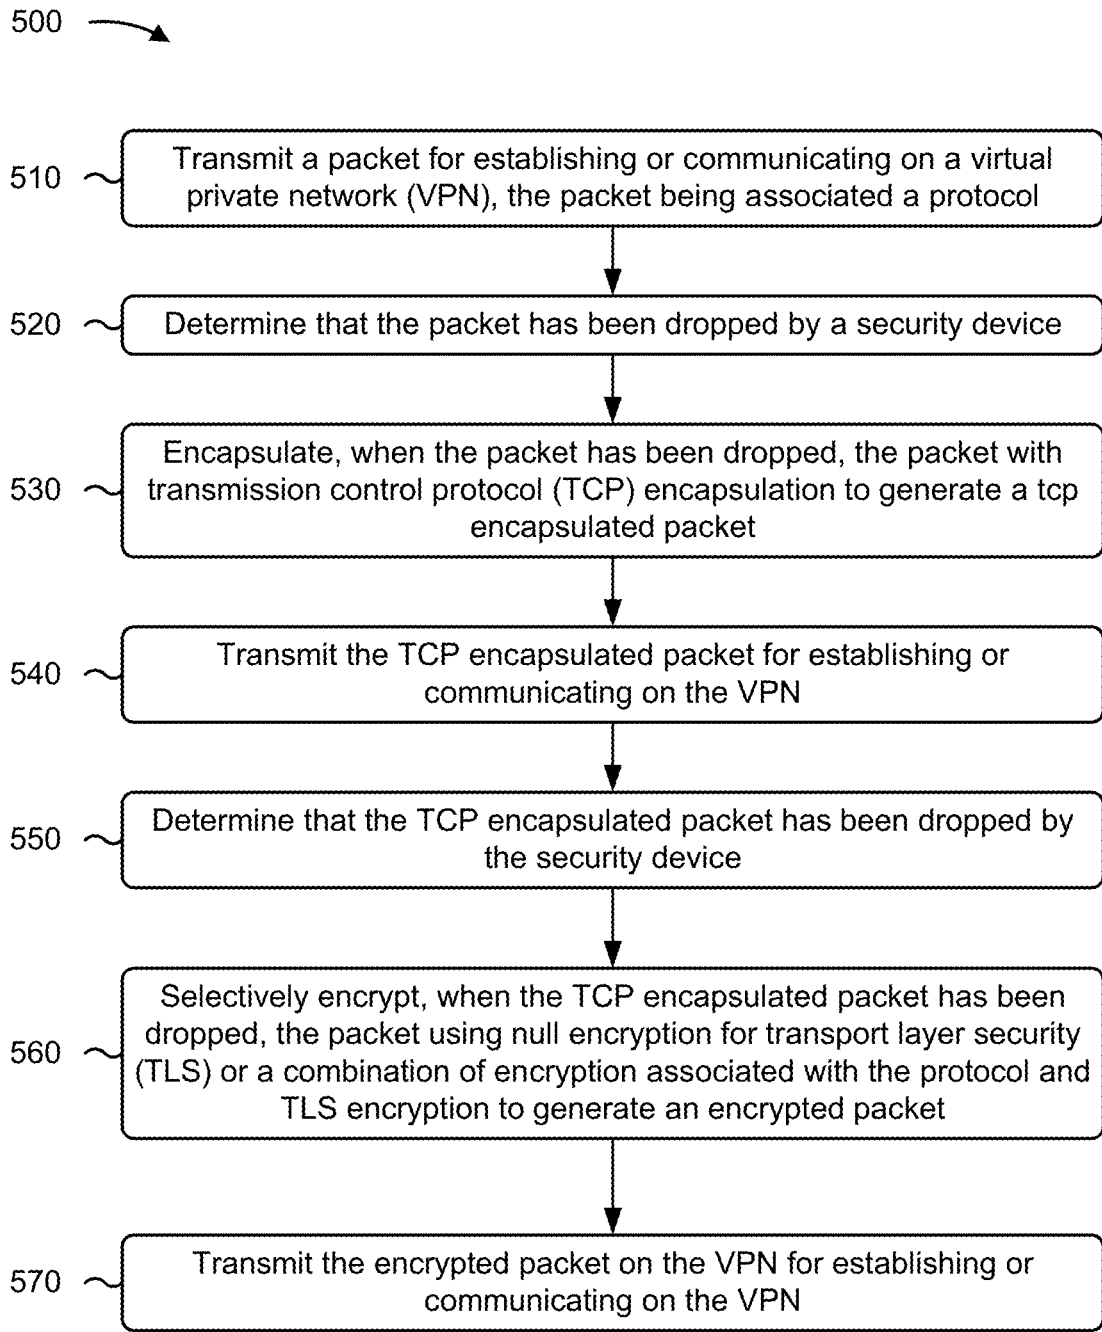 500
510
Transmit a packet for establishing or communicating on a virtual
private network (VPN), the packet being associated a protocol
520
Determine that the packet has been dropped by a security device
530
Encapsulate, when the packet has been dropped, the packet with
transmission control protocol (TCP) encapsulation to generate a tcp
encapsulated packet
540
Transmit the TCP encapsulated packet for establishing or
communicating on the VPN
550
Determine that the TCP encapsulated packet has been dropped by
the security device
560
Selectively encrypt, when the TCP encapsulated packet has been
dropped, the packet using null encryption for transport layer security
(TLS) or a combination of encryption associated with the protocol and
TLS encryption to generate an encrypted packet
570
Transmit the encrypted packet on the VPN for establishing or
communicating on the VPN